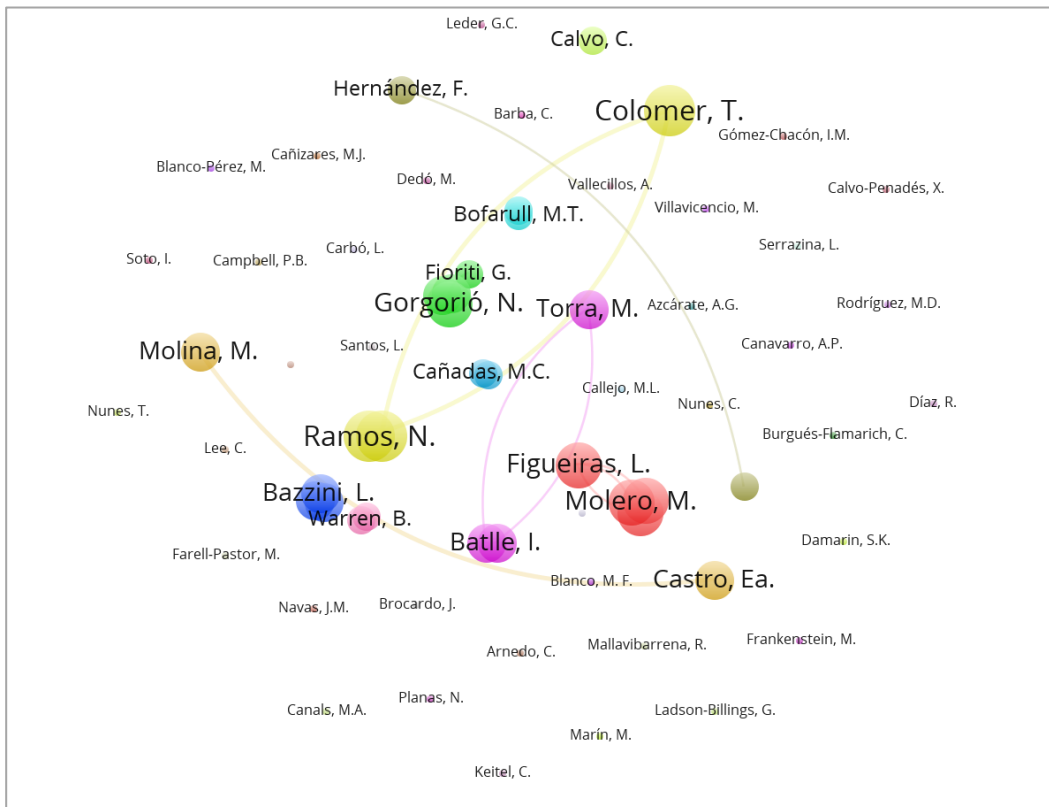 Leder, G.C.
Calvo, C.
Hernández, F.
Colomer, T.
Barba, C.
Gómez-Chacón, I.M.
Cañizares, M.J.
Blanco-Pérez, M.
Dedó, M.
Vallecillos, A.
Calvo-Penadés, X.
Villavicencio, M.
Bofarull, M.T.
Carbó, L.
Serrazina, L.
Soto, I.
Campbell, P.B.
Fioriti, G.
Gorgorió, N.
Torra, M.
Azcárate, A.G.
Rodríguez, M.D.
Santos, L.
Canavarro, A.P.
Molina, M.
Cañadas, M.C.
Callejo, M.L.
Nunes, C.
Díaz, R.
Nunes, T.
Ramos, N.
Burgués-Flamarich, C.
Lee, C.
Figueiras, L.
Bazzini, L.
Molero, M.
Warren, B.
Batlle, I.
Damarin, S.K.
Farell-Pastor, M.
Blanco, M. F.
Castro, Ea.
Navas, J.M.
Brocardo, J.
Arnedo, C.
Mallavibarrena, R.
Frankenstein, M.
Planas, N.
Canals, M.A.
Ladson-Billings, G.
Marín, M.
Keitel, C.